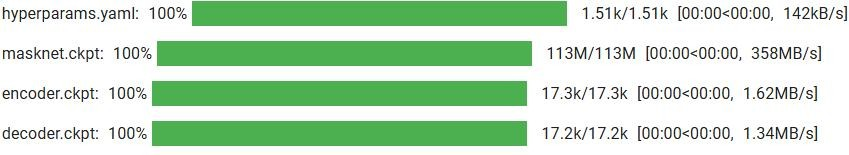 hyperparams.yaml: 100% 1.51k/1.51k [00:00<00:00, 142kB/s]
masknet.ckpt: 100% 113M/113M [00:00<00:00, 358MB/s]
encoder.ckpt: 100% 17.3k/17.3k [00:00<00:00, 1.62MB/s]
decoder.ckpt: 100% 17.2k/17.2k [00:00<00:00, 1.34MB/s]